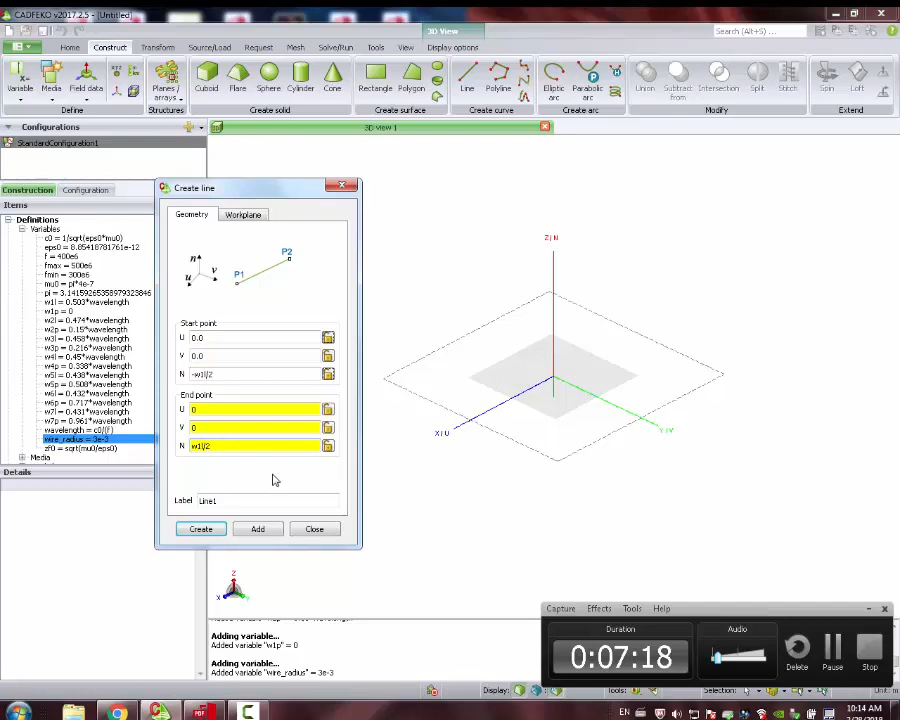 CADFEKO v2017.2.5 - [Untitled]
3D View
Search (Alt+S) ...
Home
Construct
Transform
Source/Load
Request
Mesh
Solve/Run
Tools
View
Display options
Variable
Media
Field data
Planes / arrays
Cuboid
Flare
Sphere
Cylinder
Cone
Rectangle
Polygon
Line
Polyline
Elliptic arc
Parabolic arc
Union
Subtract from
Intersection
Split
Stitch
Spin
Loft
Define
Structures
Create solid
Create surface
Create curve
Create arc
Modify
Extend
Configurations
3D view 1
StandardConfiguration1
Construction
Configuration
Items
Definitions
Variables
c0 = 1/sqrt(eps0*mu0)
eps0 = 8.85418781761e-12
f = 400e6
fmax = 500e6
fmin = 300e6
mu0 = pi*4e-7
pi = 3.14159265358979323846
w1l = 0.503*wavelength
w1p = 0
w2l = 0.474*wavelength
w2p = 0.15*wavelength
w3l = 0.458*wavelength
w4l = 0.45*wavelength
w4p = 0.338*wavelength
w5l = 0.438*wavelength
w5p = 0.508*wavelength
w6l = 0.432*wavelength
w6p = 0.717*wavelength
w7l = 0.431*wavelength
w7p = 0.961*wavelength
wavelength = c0/(f)
wire_radius = 3e-3
zf0 = sqrt(mu0/eps0)
Media
Details
Create line
Geometry
Workplane
n
u
v
P1
P2
Start point
U 0.0
V 0.0
N -w1l/2
End point
U 0
V 0
N w1l/2
Label Line1
Create
Add
Close
Z|N
X|U
Y|V
Z
X
Y
Adding variable...
Added variable "w1p" = 0
Adding variable...
Added variable "wire_radius" = 3e-3
Capture
Effects
Tools
Help
Duration
0:07:18
Audio
Delete
Pause
Stop
Display:
Tools:
Selection:
Unit: m
EN
PDF
10:14 AM